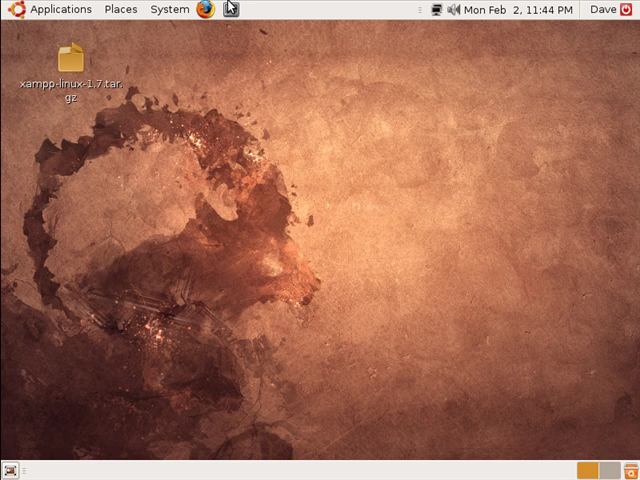 Applications Places System Mon Feb 2, 11:44 PM Dave
xampp-linux-1.7.tar.
gz